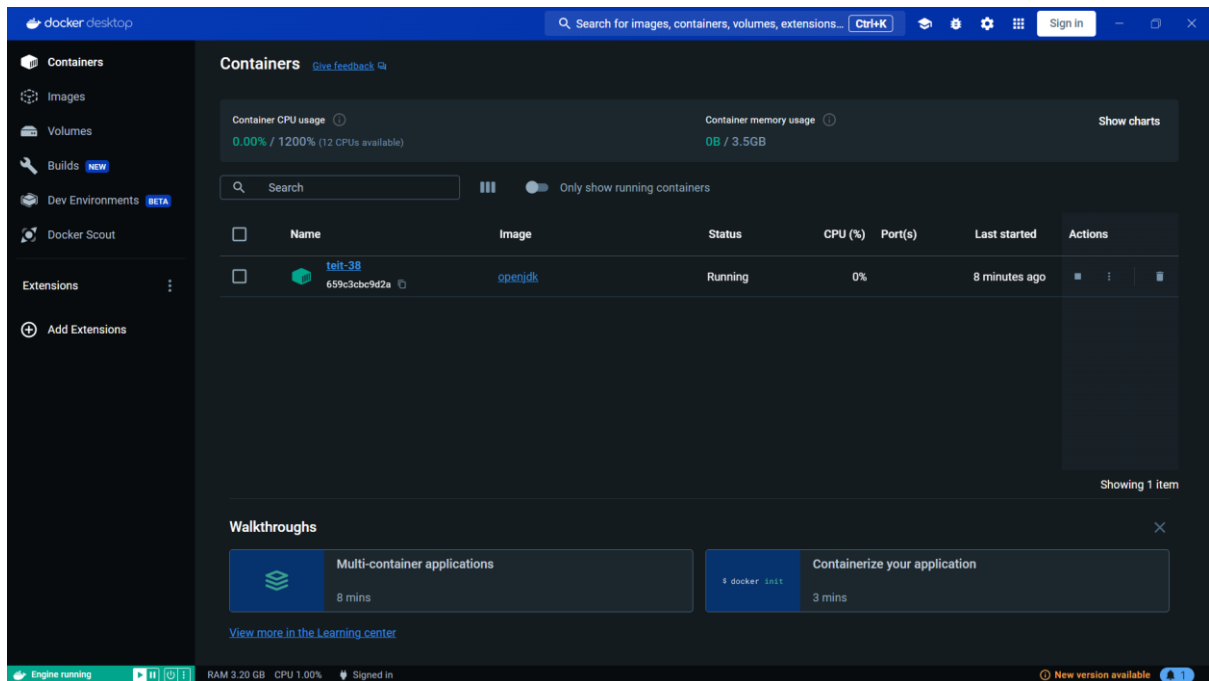 docker desktop
Search for images, containers, volumes, extensions... Ctrl+K
Sign in
Containers
Images
Volumes
Builds NEW
Dev Environments BETA
Docker Scout
Extensions
Add Extensions
Containers Give feedback
Container CPU usage
0.00% / 1200% (12 CPUs available)
Container memory usage
0B / 3.5GB
Show charts
Search
Only show running containers
Name Image Status CPU (%) Port(s) Last started Actions
teit-38
659c3cbc9d2a
openjdk Running 0% 8 minutes ago
Showing 1 item
Walkthroughs
Multi-container applications
8 mins
$ docker init
Containerize your application
3 mins
View more in the Learning center
Engine running
RAM 3.20 GB CPU 1.00% Signed in
New version available 1